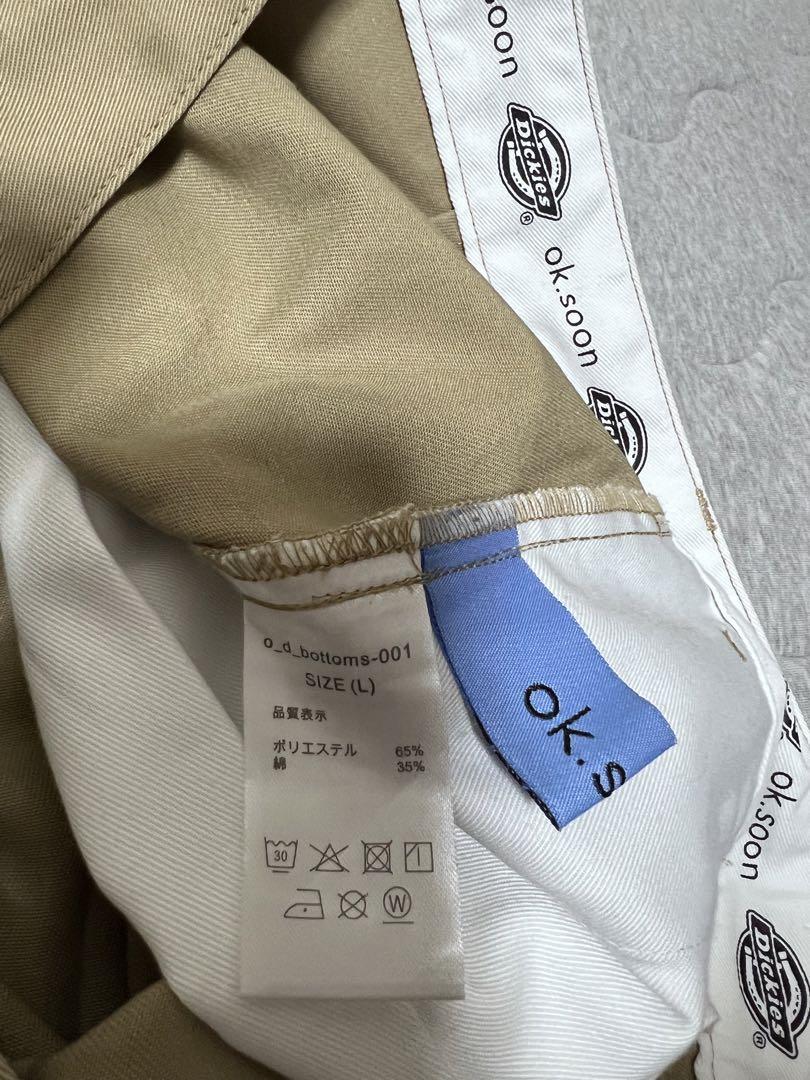 soon
Dickies
®
ok.soon
Dickies
o_d_bottoms-001
SIZE (L)
品質表示
ポリエステル 65%
綿 35%
30
W
ok.s
ok.soon
Dickies
®